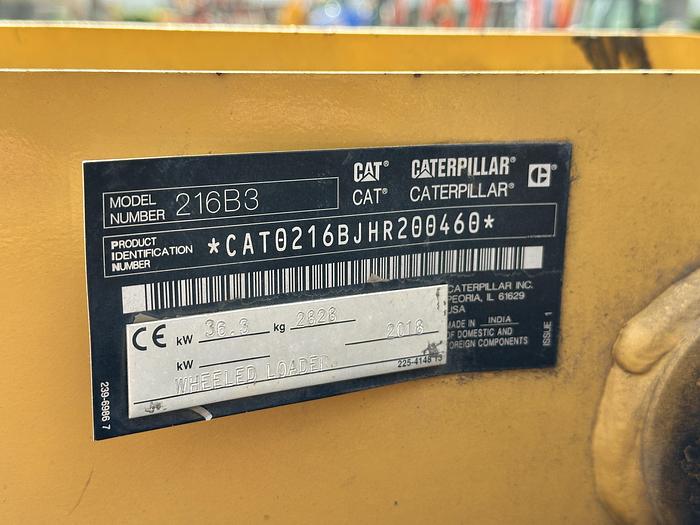 CAT® CATERPILLAR®
CAT® CATERPILLAR®
MODEL NUMBER 216B3
PRODUCT IDENTIFICATION NUMBER *CAT0216BJHR200460*
CATERPILLAR INC.
PEORIA, IL 61629
USA
MADE IN INDIA
OF DOMESTIC AND
FOREIGN COMPONENTS
ISSUE 1
CE kW 36.3 kg 2828
kW 2018
WHEELED LOADER.
225-4148
239-6986 7